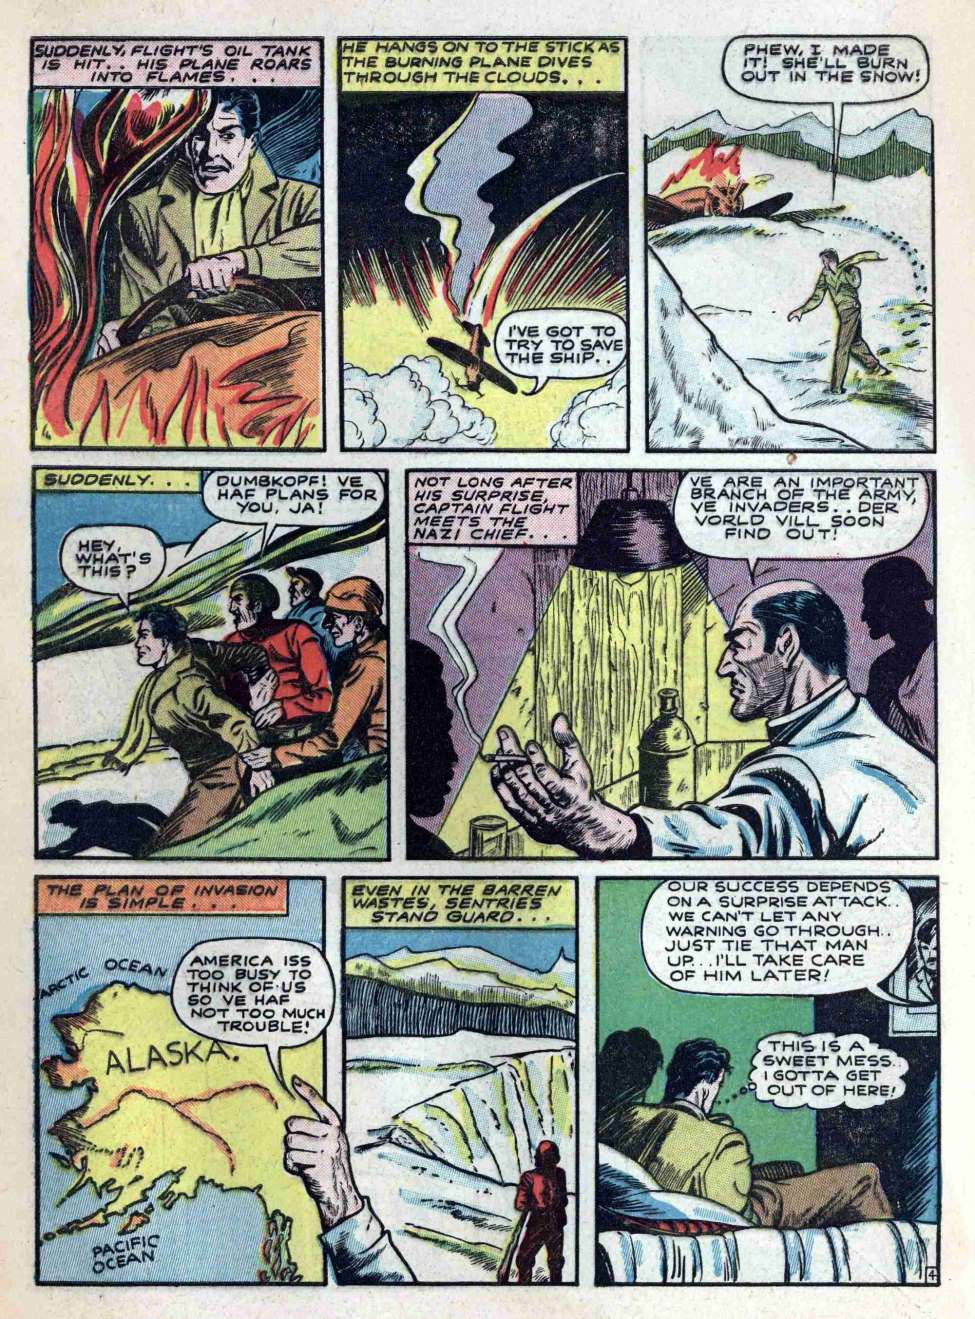 SUDDENLY, FLIGHT'S OIL TANK
IS HIT.. HIS PLANE ROARS
INTO FLAMES...
HE HANGS ON TO THE STICK AS
THE BURNING PLANE DIVES
THROUGH THE CLOUDS...
I'VE GOT TO
TRY TO SAVE
THE SHIP..
PHEW, I MADE
IT! SHE'LL BURN
OUT IN THE SNOW!
SUDDENLY...
HEY,
WHAT'S
THIS?
DUMBKOPF! VE
HAF PLANS FOR
YOU, JA!
NOT LONG AFTER
HIS SURPRISE,
CAPTAIN FLIGHT
MEETS THE
NAZI CHIEF...
VE ARE AN IMPORTANT
BRANCH OF THE ARMY,
VE INVADERS.. DER
VORLD VILL SOON
FIND OUT!
THE PLAN OF INVASION
IS SIMPLE...
AMERICA ISS
TOO BUSY TO
THINK OF US
SO VE HAF
NOT TOO MUCH
TROUBLE!
ARCTIC OCEAN
ALASKA.
PACIFIC
OCEAN
EVEN IN THE BARREN
WASTES, SENTRIES
STAND GUARD...
OUR SUCCESS DEPENDS
ON A SURPRISE ATTACK..
WE CAN'T LET ANY
WARNING GO THROUGH..
JUST TIE THAT MAN
UP...I'LL TAKE CARE
OF HIM LATER!
THIS IS A
SWEET MESS..
I GOTTA GET
OUT OF HERE!
4